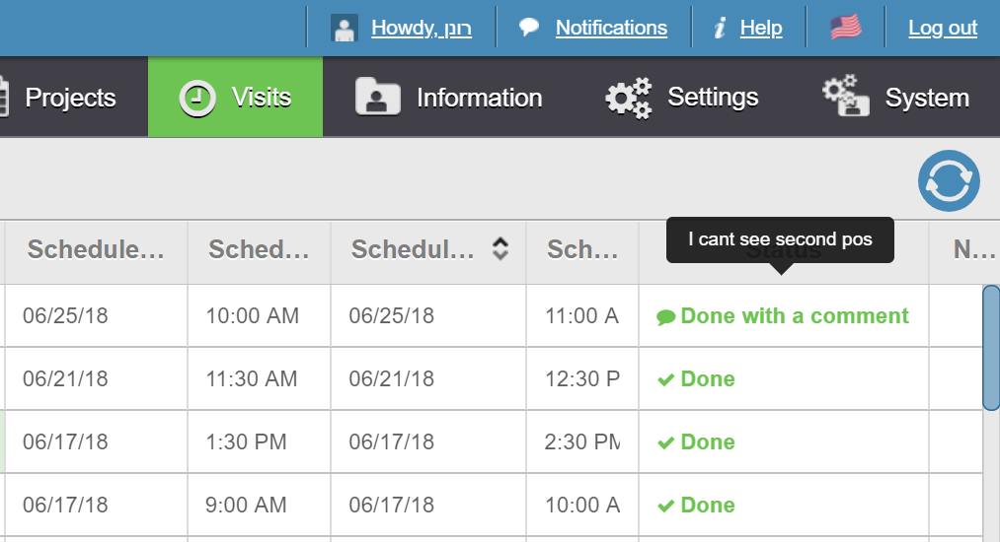 Howdy, רונן Notifications Help Log out
Projects Visits Information Settings System
I cant see second pos
Schedule... Sched... Schedul... Sch... Status N...
06/25/18 10:00 AM 06/25/18 11:00 A Done with a comment
06/21/18 11:30 AM 06/21/18 12:30 P Done
06/17/18 1:30 PM 06/17/18 2:30 PM Done
06/17/18 9:00 AM 06/17/18 10:00 A Done